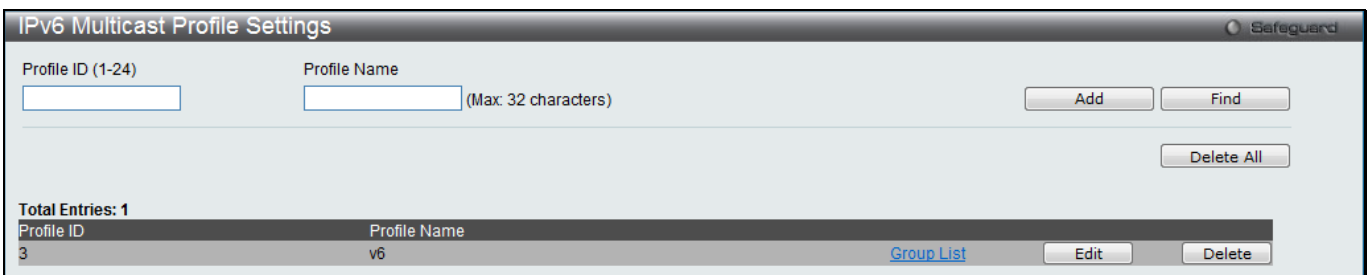 IPv6 Multicast Profile Settings
Safeguard
Profile ID (1-24) Profile Name
(Max: 32 characters) Add Find
Delete All
Total Entries: 1
Profile ID Profile Name
3 v6 Group List Edit Delete